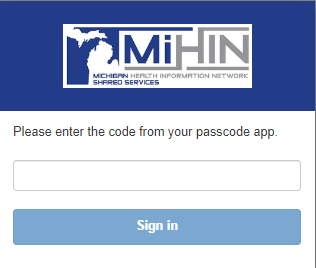 MiHIN
MICHIGAN HEALTH INFORMATION NETWORK
SHARED SERVICES
Please enter the code from your passcode app.
Sign in